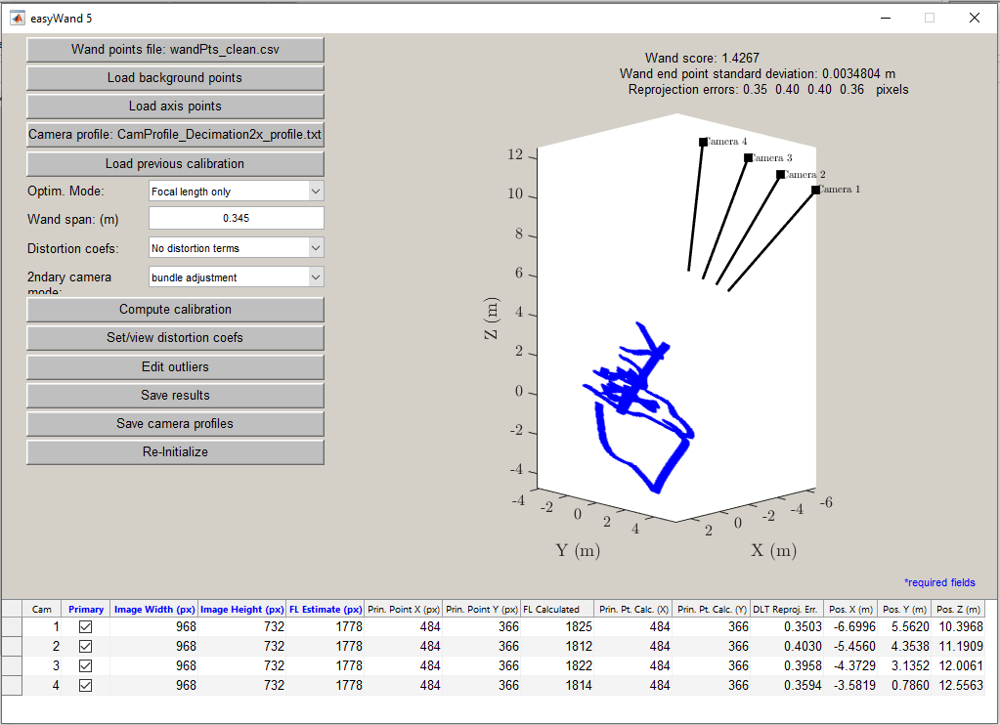 easyWand 5
Wand points file: wandPts_clean.csv
Load background points
Load axis points
Camera profile: CamProfile_Decimation2x_profile.txt
Load previous calibration
Optim. Mode: Focal length only
Wand span: (m) 0.345
Distortion coefs: No distortion terms
2ndary camera mode: bundle adjustment
Compute calibration
Set/view distortion coefs
Edit outliers
Save results
Save camera profiles
Re-Initialize
Wand score: 1.4267
Wand end point standard deviation: 0.0034804 m
Reprojection errors: 0.35 0.40 0.40 0.36 pixels
Camera 4
Camera 3
Camera 2
Camera 1
12
10
8
6
4
2
0
-2
-4
Z (m)
-4 -2 0 2 4
Y (m)
2 0 -2 -4 -6
X (m)
*required fields
Cam Primary Image Width (px) Image Height (px) FL Estimate (px) Prin. Point X (px) Prin. Point Y (px) FL Calculated Prin. Pt. Calc. (X) Prin. Pt. Calc. (Y) DLT Reproj. Err. Pos. X (m) Pos. Y (m) Pos. Z (m)
1 968 732 1778 484 366 1825 484 366 0.3503 -6.6996 5.5620 10.3968
2 968 732 1778 484 366 1812 484 366 0.4030 -5.4560 4.3538 11.1909
3 968 732 1778 484 366 1822 484 366 0.3958 -4.3729 3.1352 12.0061
4 968 732 1778 484 366 1814 484 366 0.3594 -3.5819 0.7860 12.5563